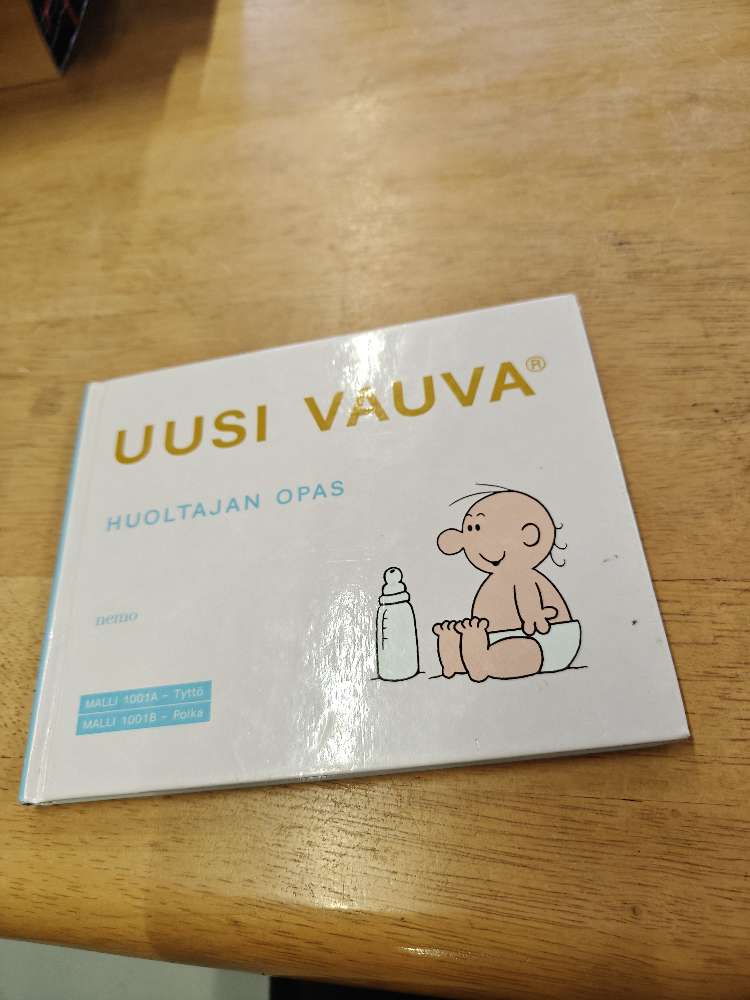 UUSI VAUVA®
HUOLTAJAN OPAS
nemo
MALLI 1001A - Tyttö
MALLI 1001B - Poika